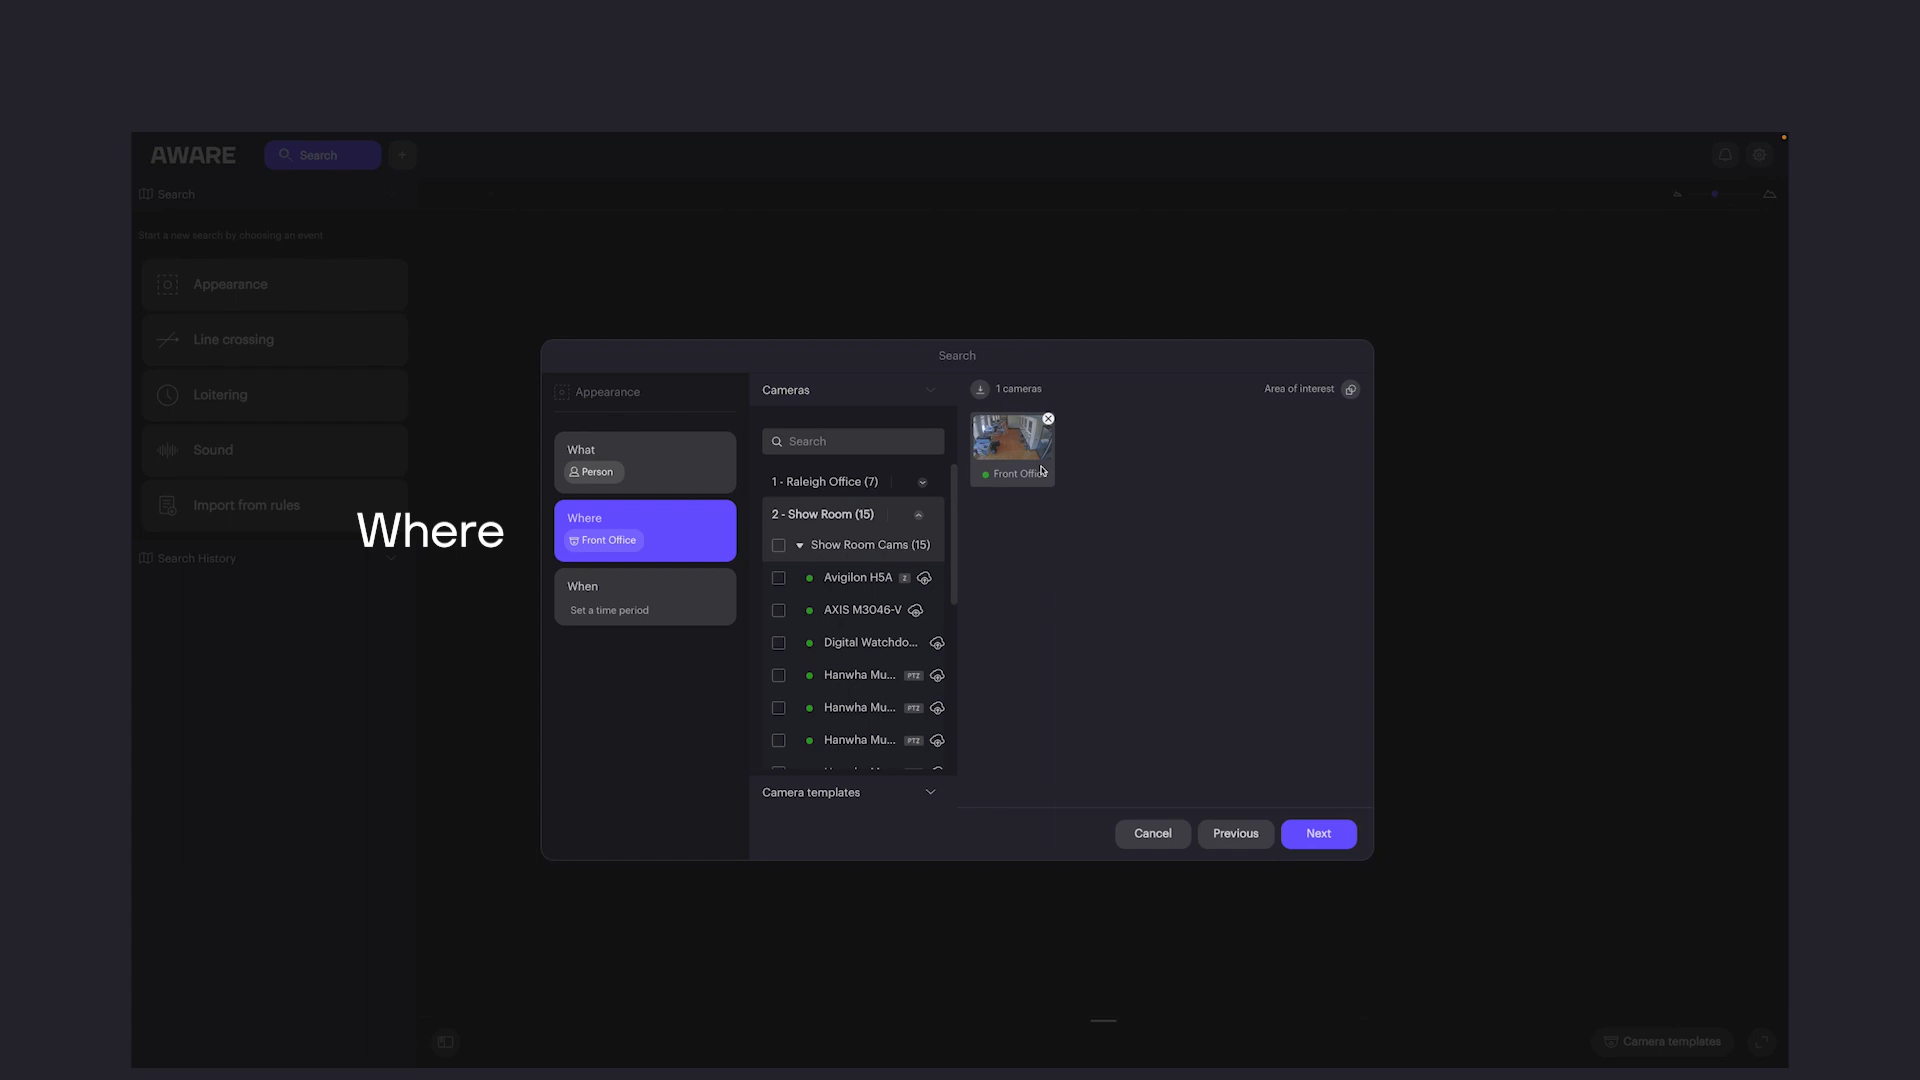 AWARE
Search
+
Search
Start a new search by choosing an event
Appearance
Line crossing
Loitering
Sound
Import from rules
Search History
Where
Search
Appearance
What
Person
Where
Front Office
When
Set a time period
Cameras
Search
1 - Raleigh Office (7)
2 - Show Room (15)
Show Room Cams (15)
Avigilon H5A Z
AXIS M3046-V
Digital Watchdo...
Hanwha Mu... PTZ
Hanwha Mu... PTZ
Hanwha Mu... PTZ
Camera templates
1 cameras
Area of interest
Front Office
Cancel
Previous
Next
Camera templates